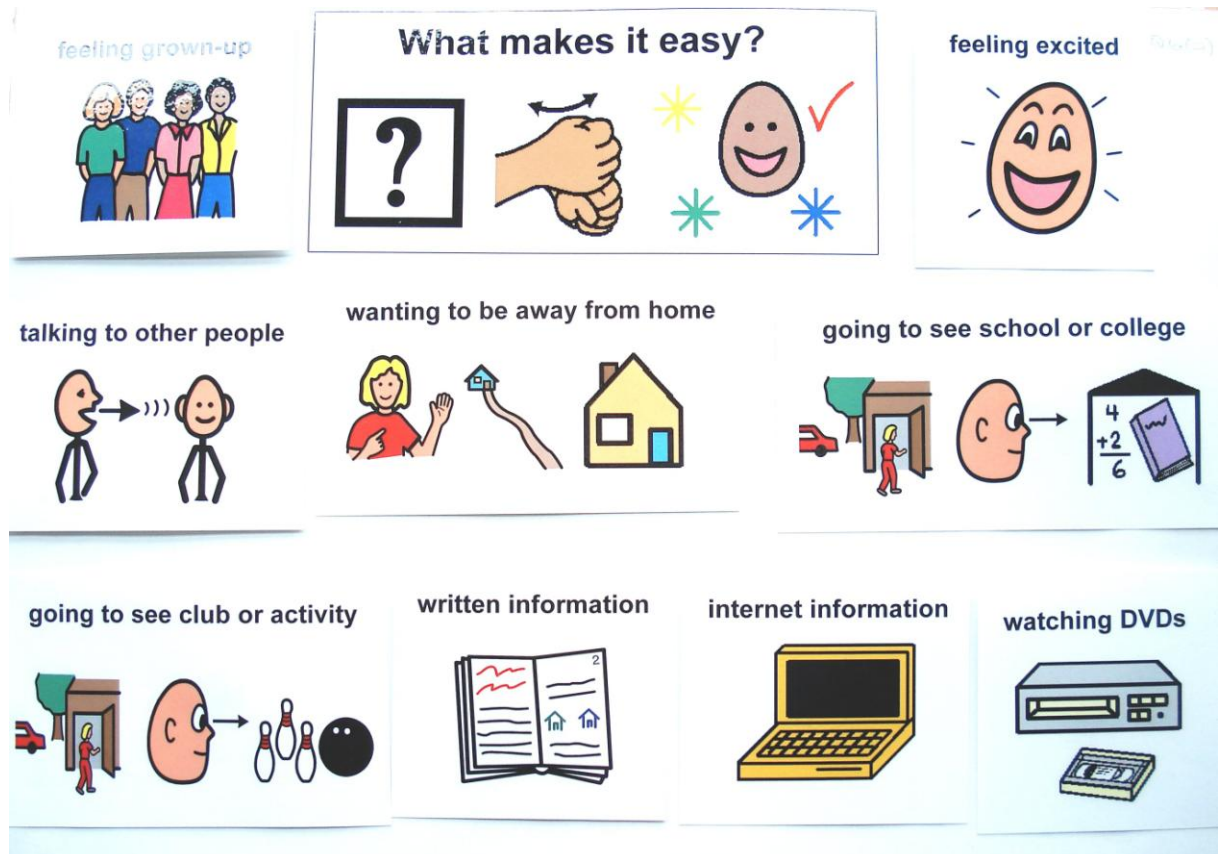 feeling grown-up
What makes it easy?
?
feeling excited
talking to other people
wanting to be away from home
going to see school or college
4
+2
6
going to see club or activity
written information
2
internet information
watching DVDs